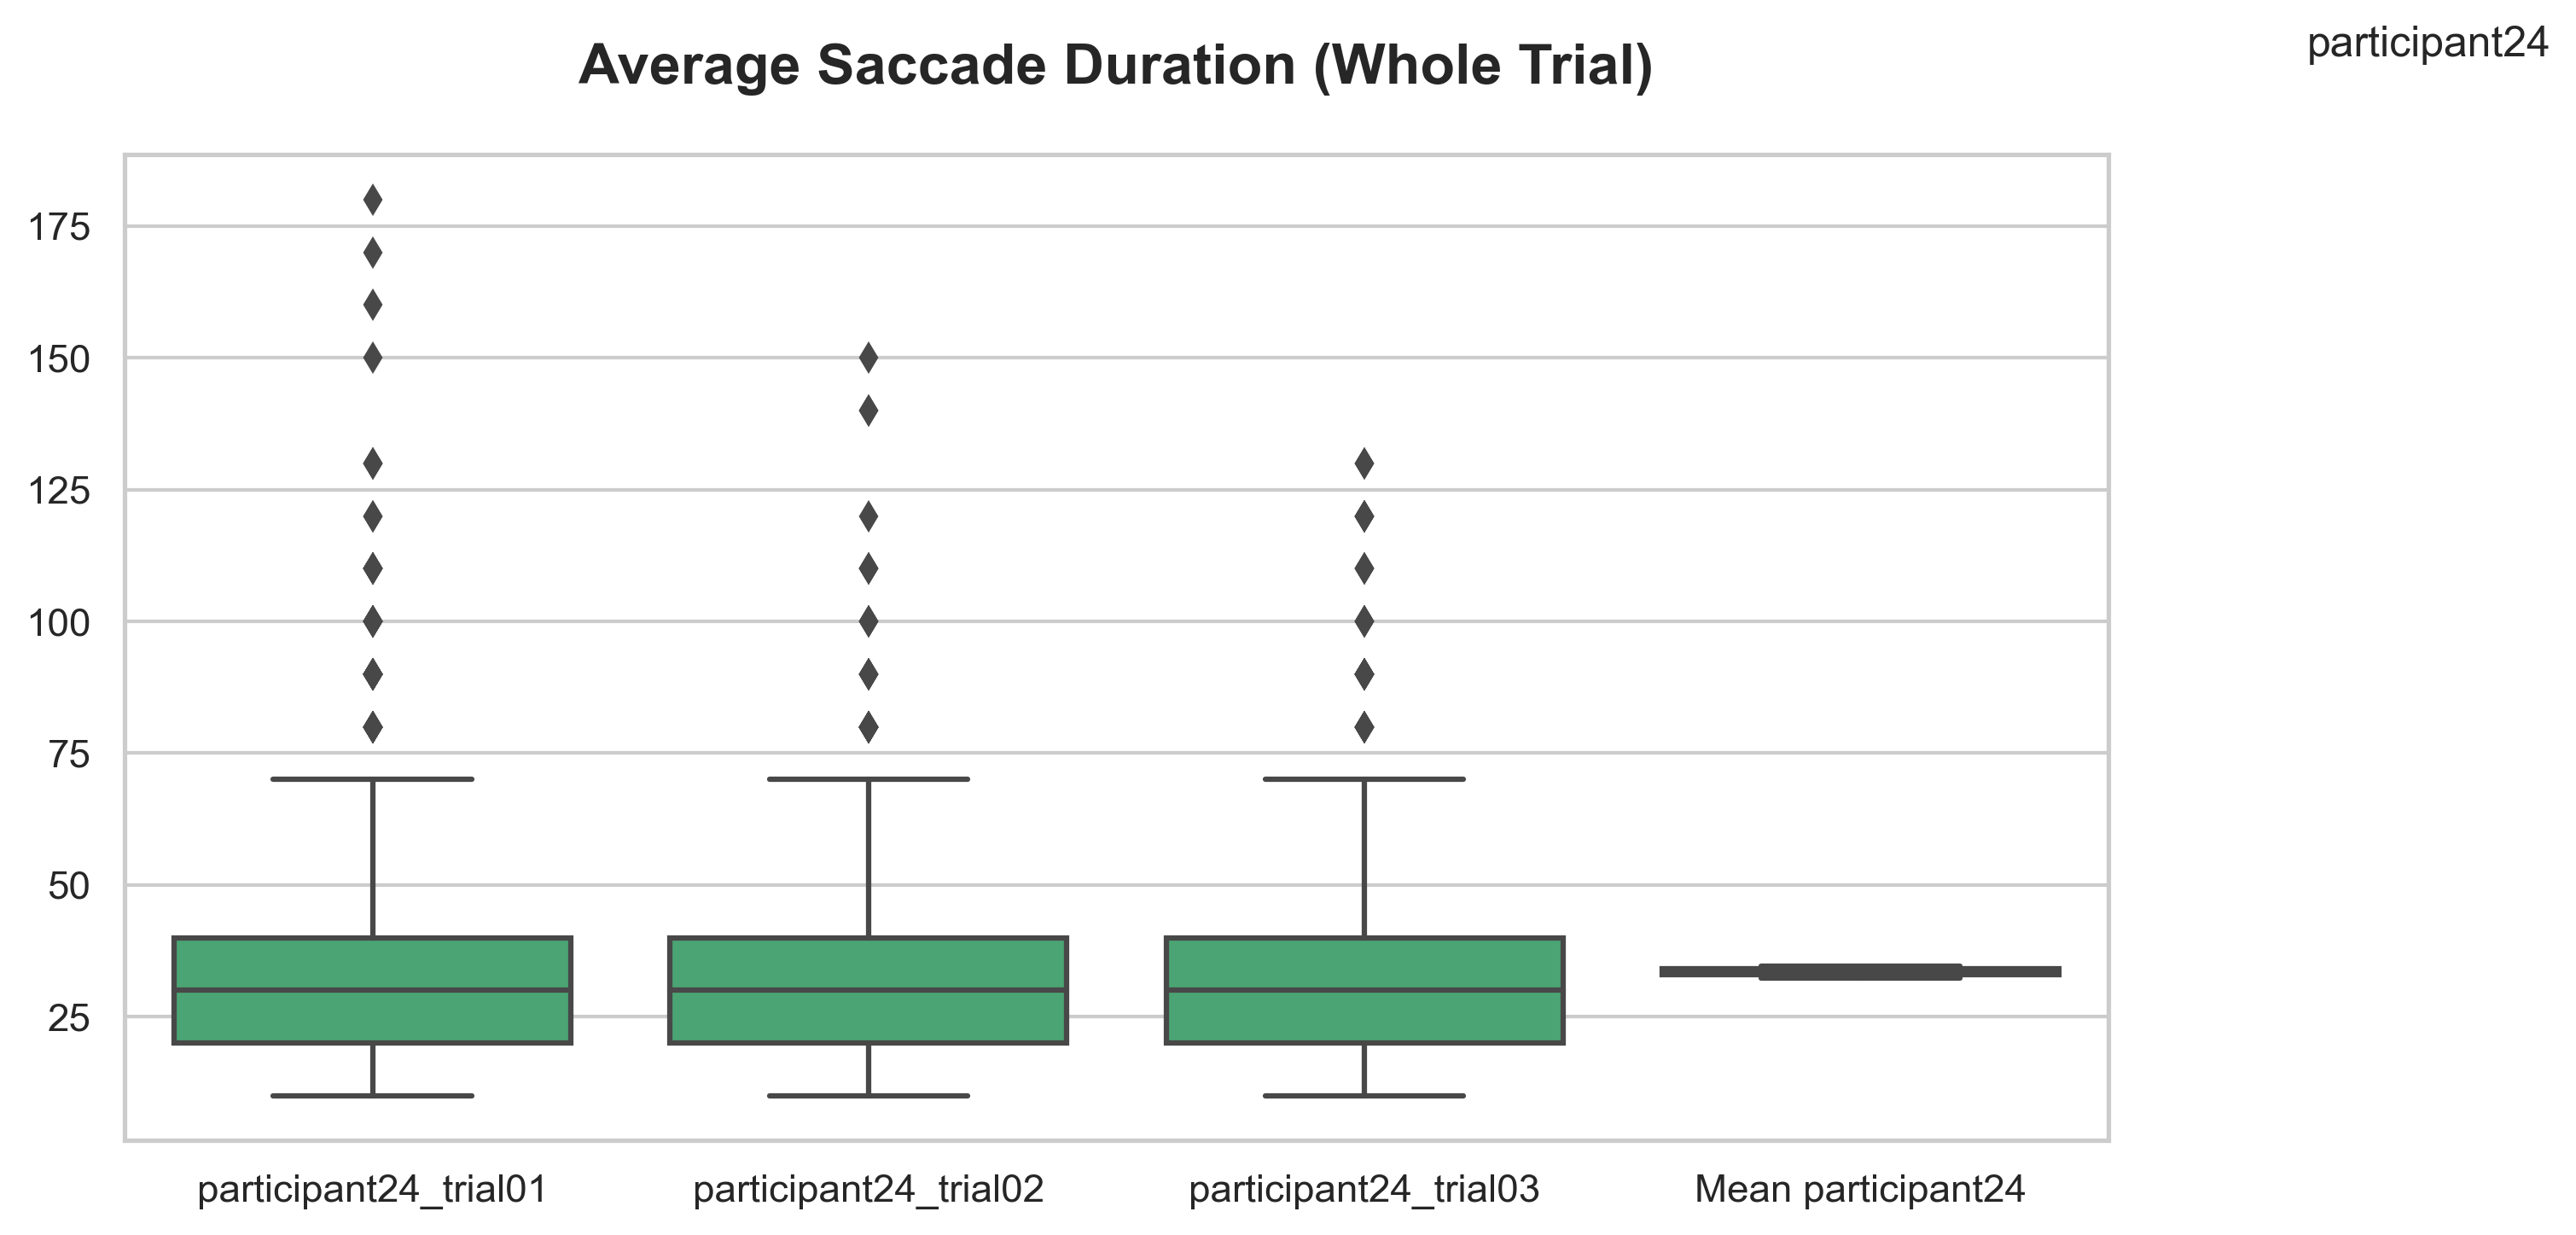 participant24
Average Saccade Duration (Whole Trial)
175
150
125
100
75
50
25
participant24_trial01
participant24_trial02
participant24_trial03
Mean participant24